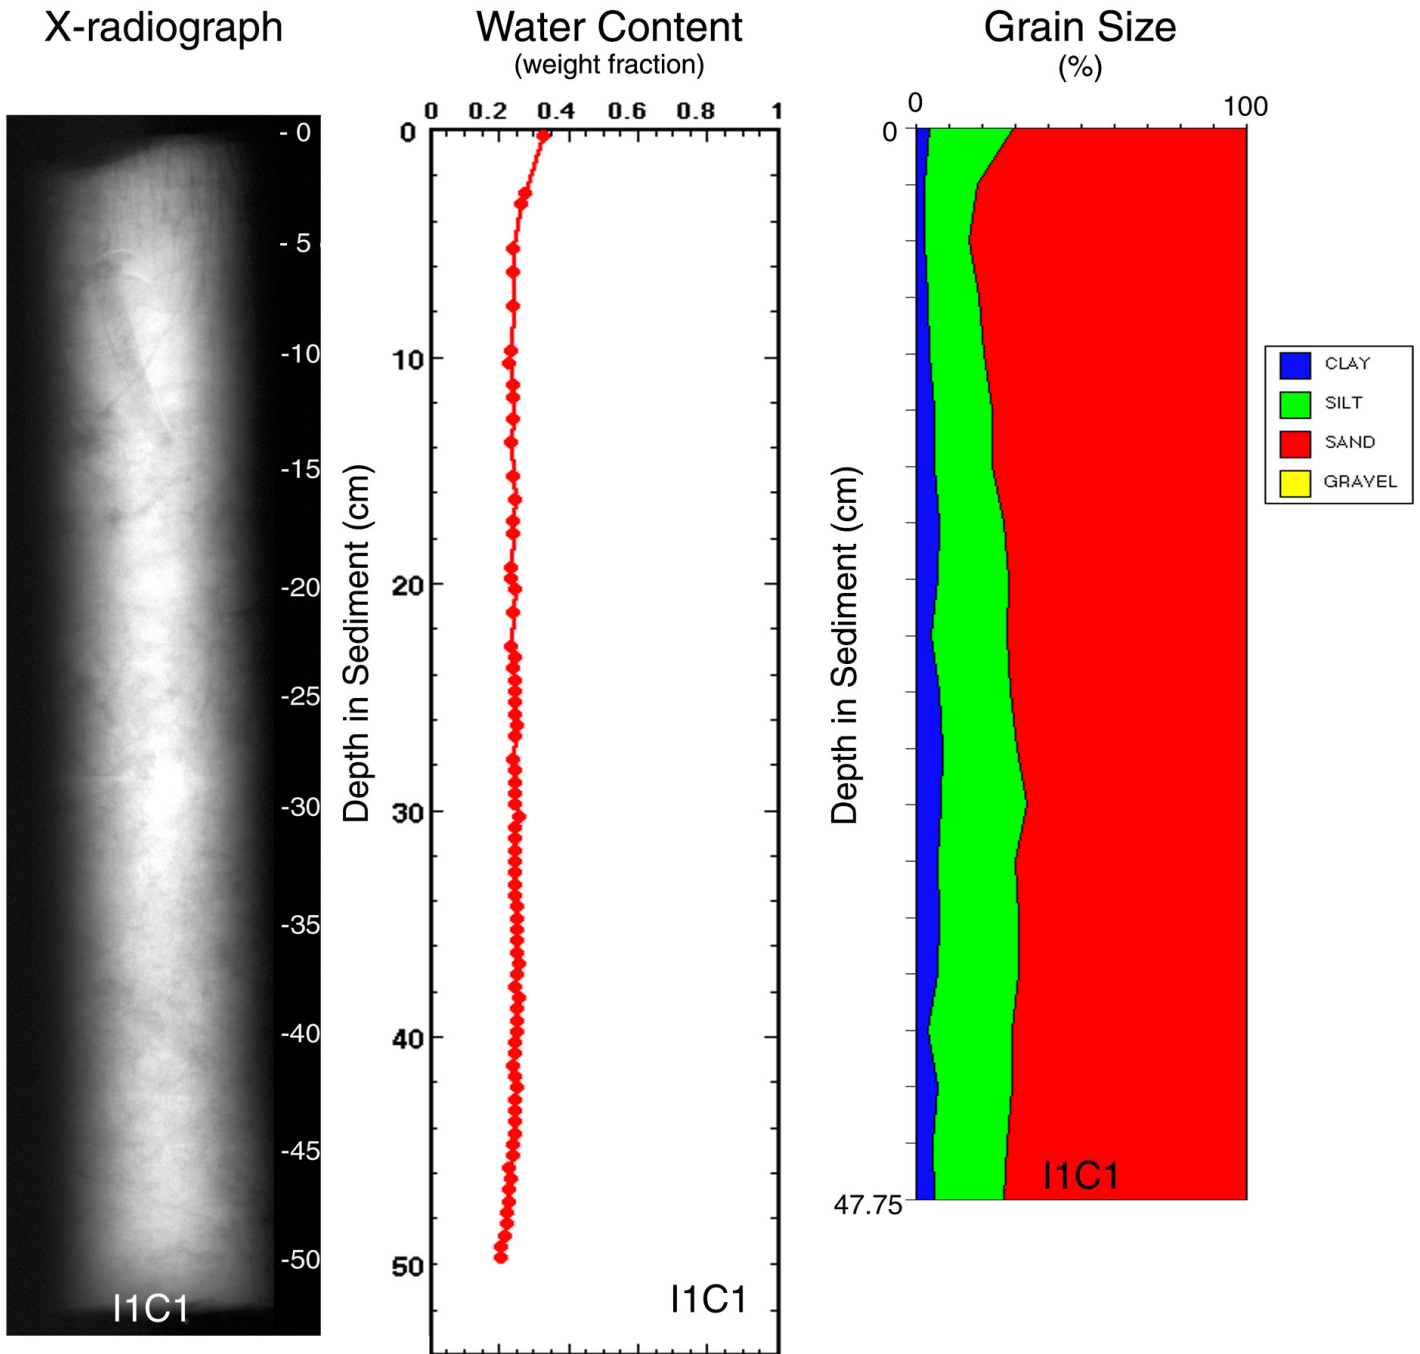 X-radiograph
- 0
- 5
-10
-15
-20
-25
-30
-35
-40
-45
-50
I1C1
Water Content
(weight fraction)
0 0.2 0.4 0.6 0.8 1
0
10
20
30
40
50
Depth in Sediment (cm)
I1C1
Grain Size
(%)
0 100
0
47.75
Depth in Sediment (cm)
I1C1
CLAY
SILT
SAND
GRAVEL